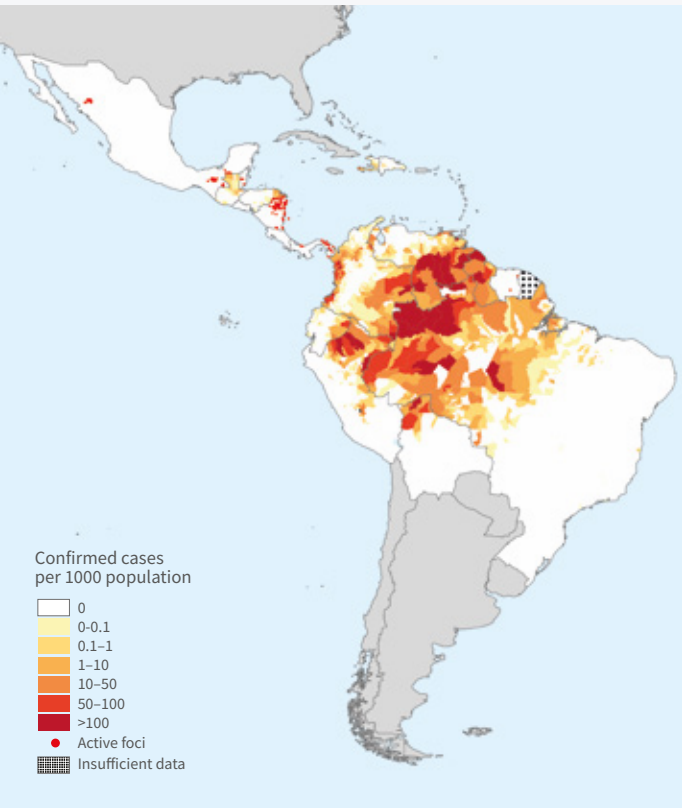 Confirmed cases
per 1000 population
0
0-0.1
0.1–1
1–10
10–50
50–100
>100
Active foci
Insufficient data